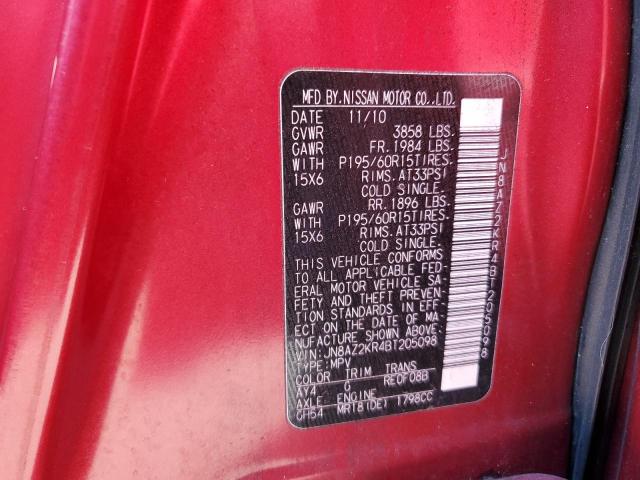 MFD BY.NISSAN MOTOR CO.,LTD.
DATE 11/10
GVWR 3858 LBS.
GAWR FR. 1984 LBS.
WITH P195/60R15TIRES.
15X6 RIMS. AT33PSI
COLD SINGLE.
GAWR RR. 1896 LBS.
WITH P195/60R15TIRES.
15X6 RIMS. AT33PSI
COLD SINGLE.
THIS VEHICLE CONFORMS
TO ALL APPLICABLE FED-
ERAL MOTOR VEHICLE SA-
FETY AND THEFT PREVEN-
TION STANDARDS IN EFF-
ECT ON THE DATE OF MA-
NUFACTURE SHOWN ABOVE.
VIN: JN8AZ2KR4BT205098
TYPE: MPV
COLOR TRIM TRANS
AY4 G RE0F08B
AXLE ENGINE
GH54 MR18(DE) 1798CC
JN8AZ2KR4BT205098